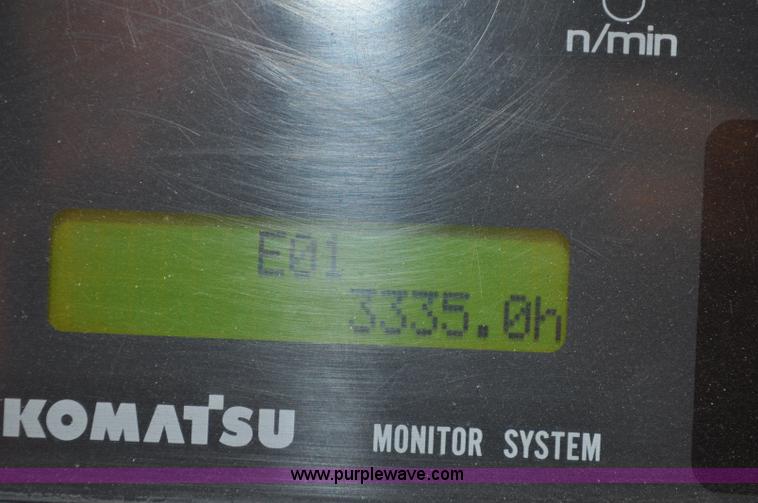 n/min
E01
3335.0h
KOMATSU
MONITOR SYSTEM
www.purplewave.com